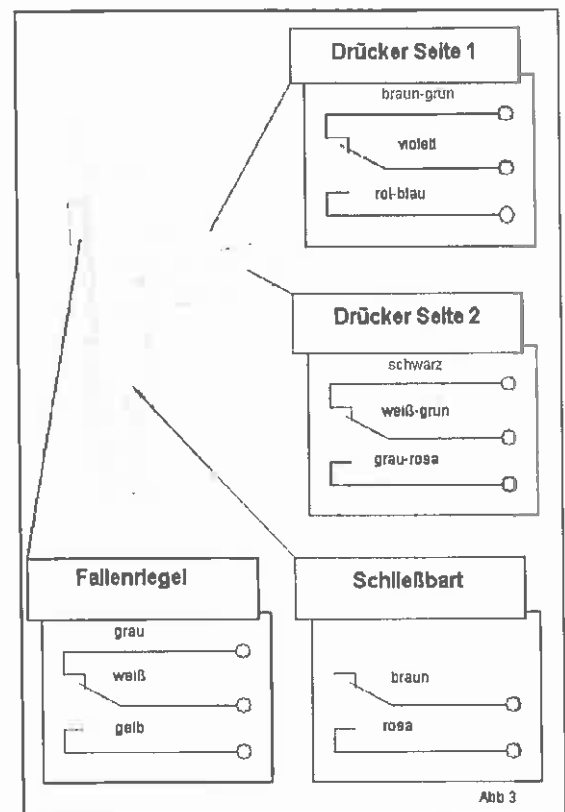 Drücker Seite 1
braun-grün
violett
rot-blau
Drücker Seite 2
schwarz
weiß-grün
grau-rosa
Fallenriegel
grau
weiß
gelb
Schließbart
braun
rosa
Abb 3